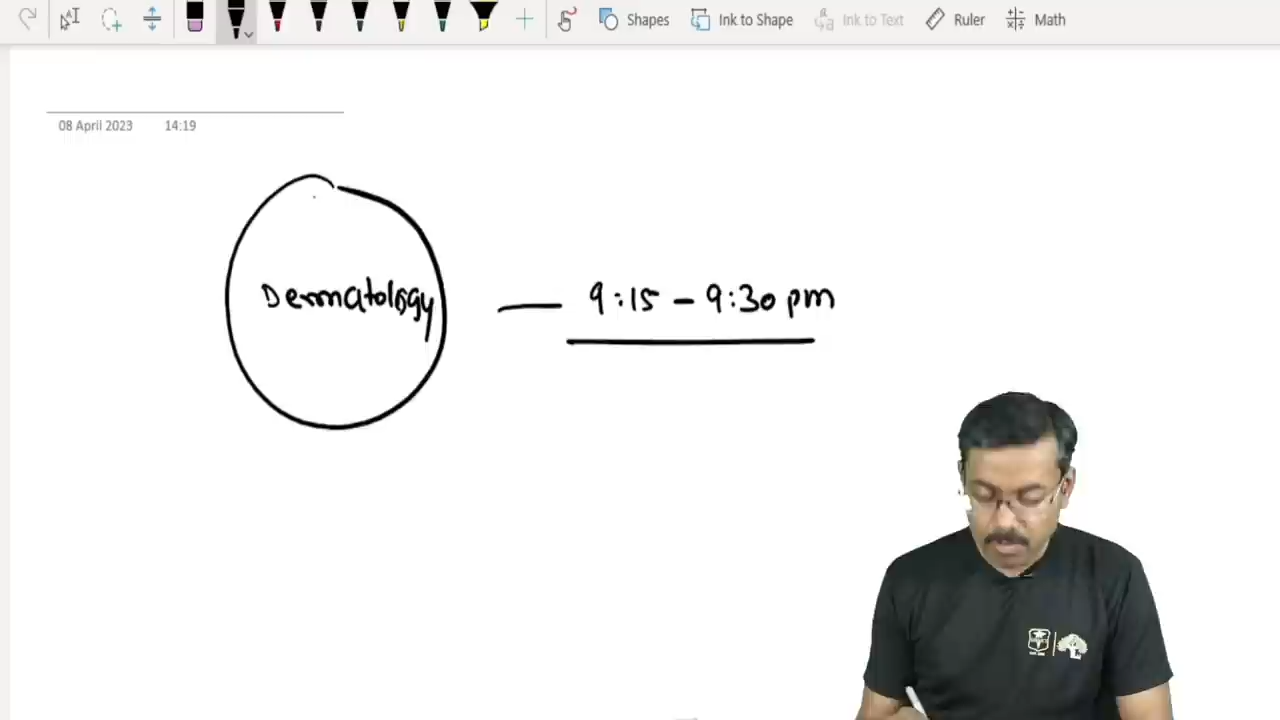 Shapes Ink to Shape Ink to Text Ruler Math
08 April 2023 14:19
Dermatology — 9:15 - 9:30 pm